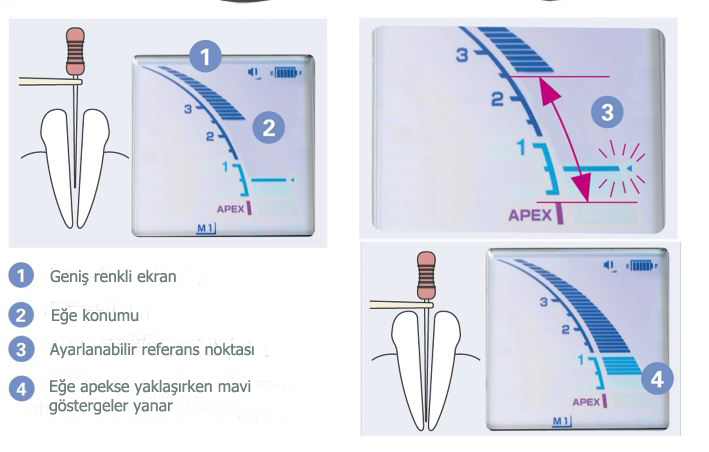 1
3
2
2
1
APEX
M1
3
2
3
1
APEX
1 Geniş renkli ekran
2 Eğe konumu
3 Ayarlanabilir referans noktası
4 Eğe apekse yaklaşırken mavi
göstergeler yanar
3
2
1
4
APEX
M1